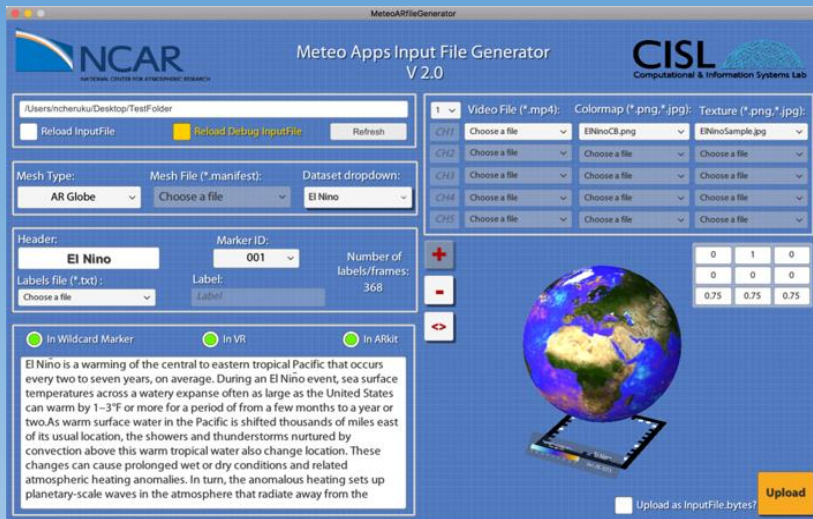 MeteoARfileGenerator
NCAR
NATIONAL CENTER FOR ATMOSPHERIC RESEARCH
Meteo Apps Input File Generator
V 2.0
CISL
Computational & Information Systems Lab
/Users/ncheruku/Desktop/TestFolder
Reload InputFile
Reload Debug InputFile
Refresh
1
Video File (*.mp4):
Colormap (*.png,*.jpg):
Texture (*.png,*.jpg):
CH1
Choose a file
ElNinoCB.png
ElNinoSample.jpg
CH2
Choose a file
Choose a file
Choose a file
CH3
Choose a file
Choose a file
Choose a file
CH4
Choose a file
Choose a file
Choose a file
CH5
Choose a file
Choose a file
Choose a file
Mesh Type:
Mesh File (*.manifest):
Dataset dropdown:
AR Globe
Choose a file
El Nino
Header:
Marker ID:
El Nino
001
Number of
labels/frames:
368
Labels file (*.txt) :
Label:
Choose a file
Label
+
-
<>
0 1 0
0 0 0
0.75 0.75 0.75
In Wildcard Marker
In VR
In ARkit
El Niño is a warming of the central to eastern tropical Pacific that occurs
every two to seven years, on average. During an El Niño event, sea surface
temperatures across a watery expanse often as large as the United States
can warm by 1–3°F or more for a period of from a few months to a year or
two.As warm surface water in the Pacific is shifted thousands of miles east
of its usual location, the showers and thunderstorms nurtured by
convection above this warm tropical water also change location. These
changes can cause prolonged wet or dry conditions and related
atmospheric heating anomalies. In turn, the anomalous heating sets up
planetary-scale waves in the atmosphere that radiate away from the
Upload as InputFile.bytes?
Upload